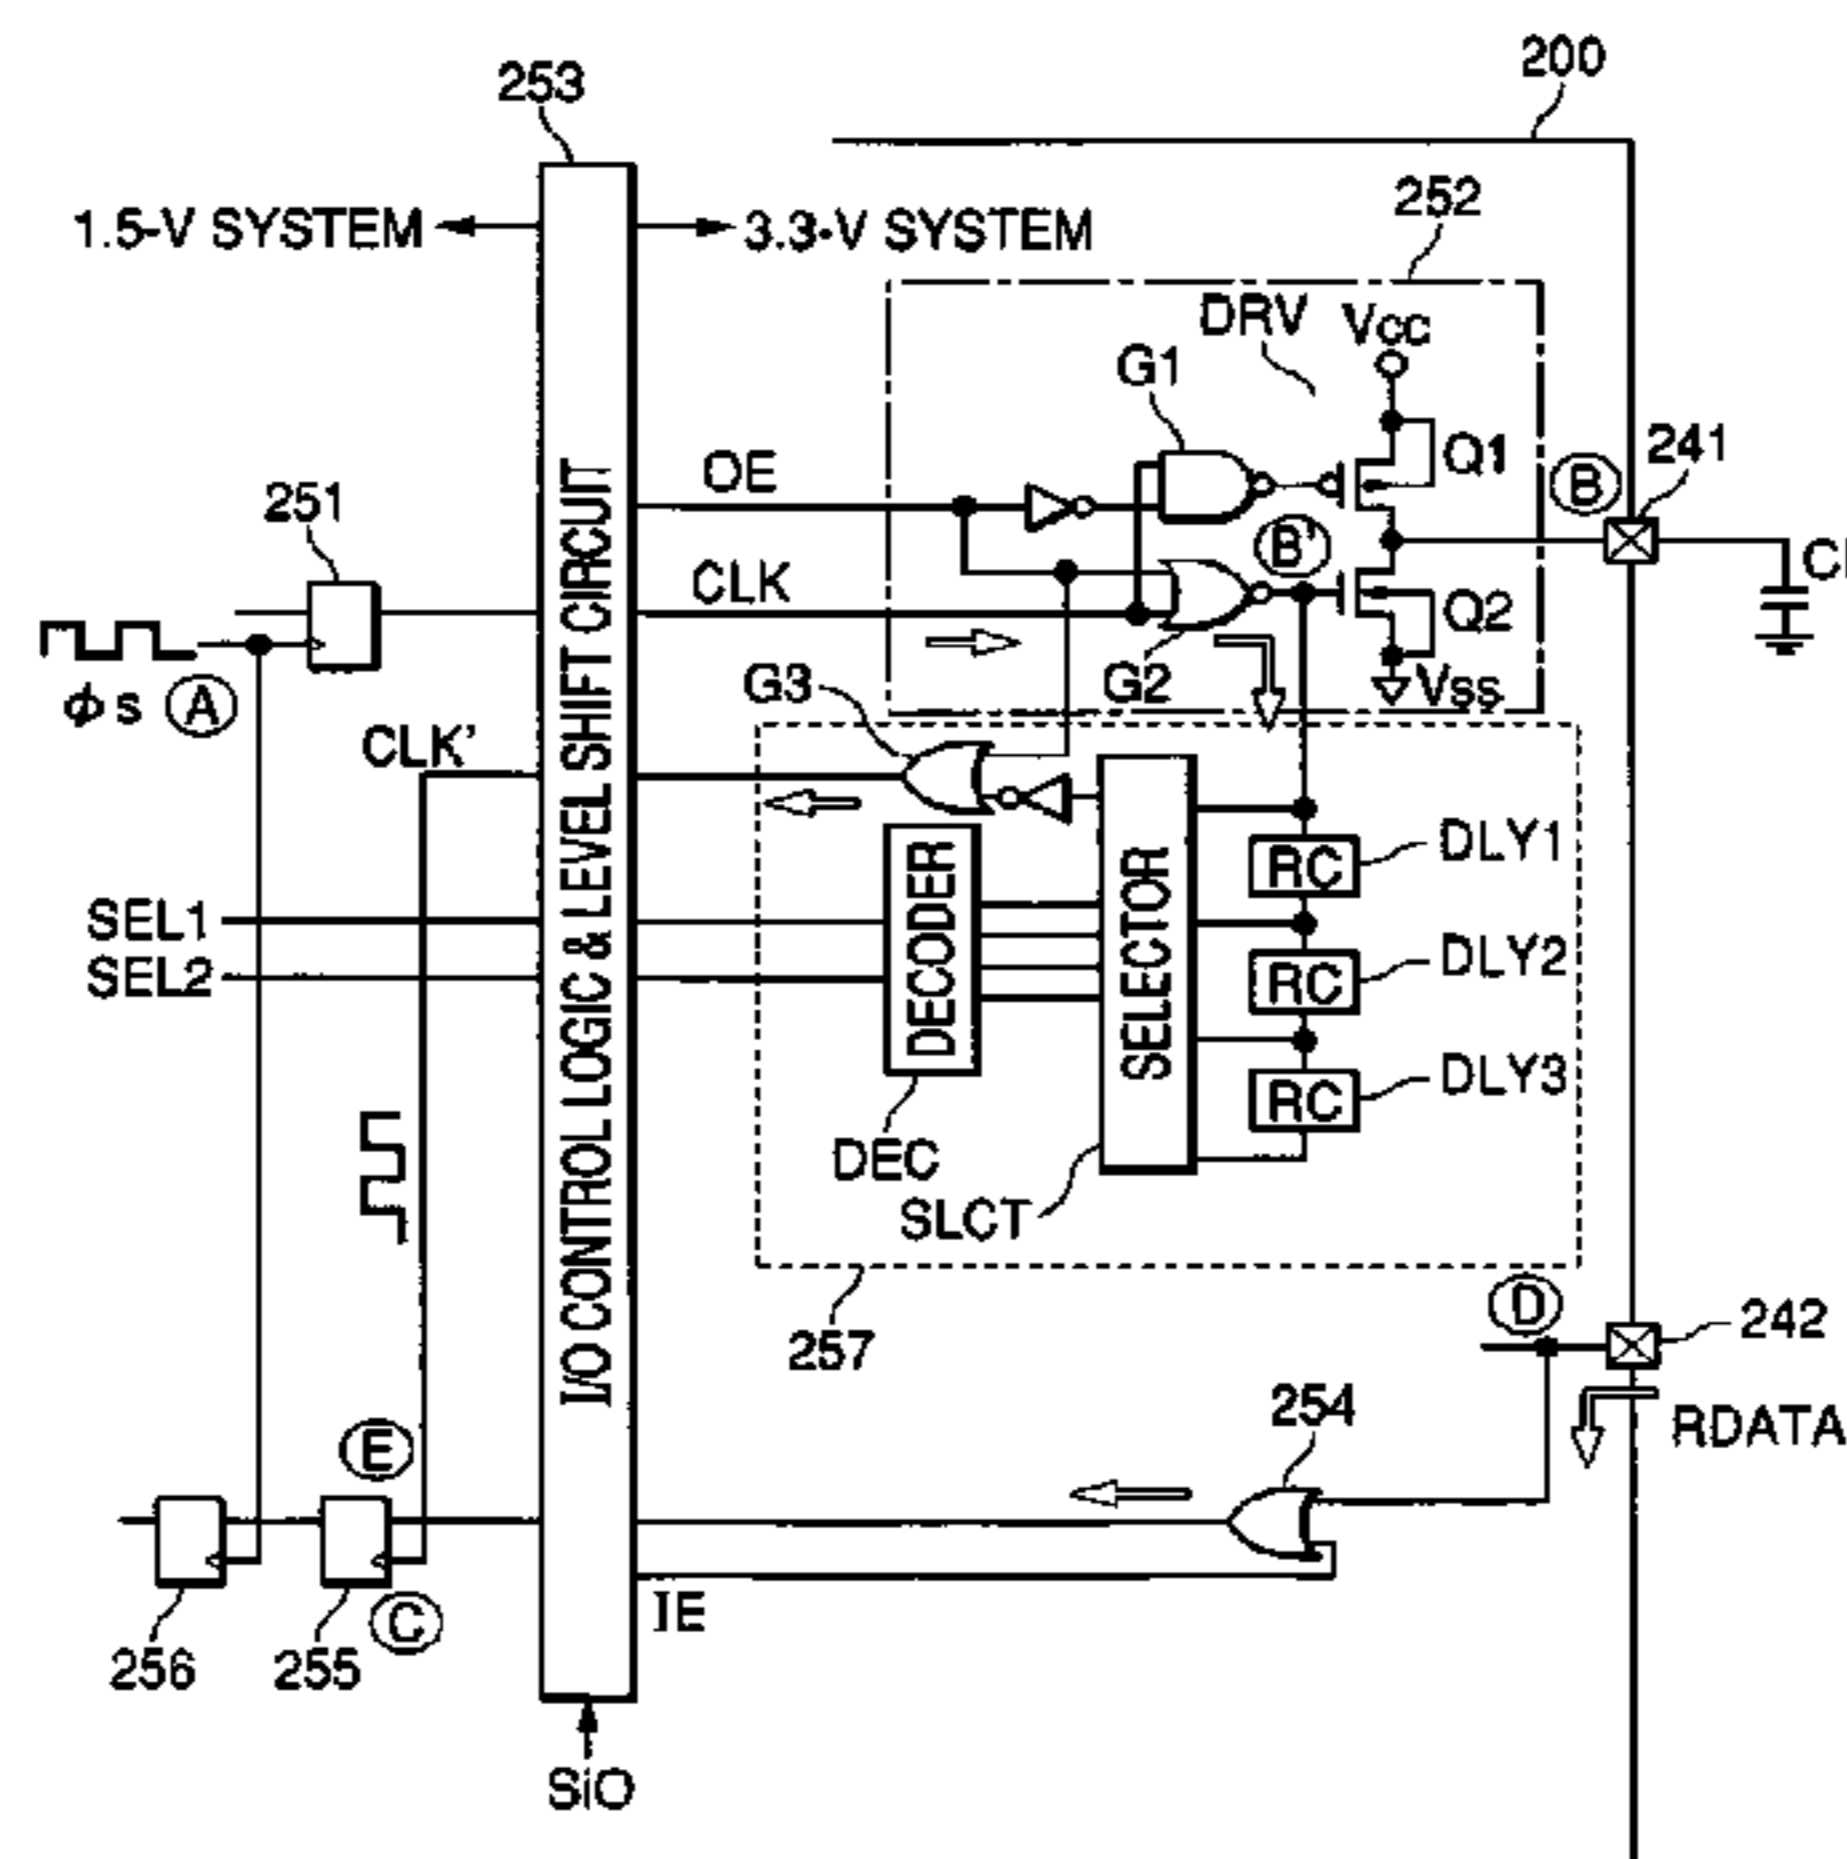 253
200
252
1.5-V SYSTEM
3.3-V SYSTEM
DRV
Vcc
G1
Q1
241
B
OE
251
B'
CLK
Q2
G3
G2
Vss
ϕs
A
CLK'
DLY1
RC
SEL1
SEL2
DECODER
SELECTOR
DLY2
RC
DLY3
RC
I/O CONTROL LOGIC & LEVEL SHIFT CIRCUIT
DEC
SLCT
257
D
242
254
RDATA
E
IE
C
256
255
SiO